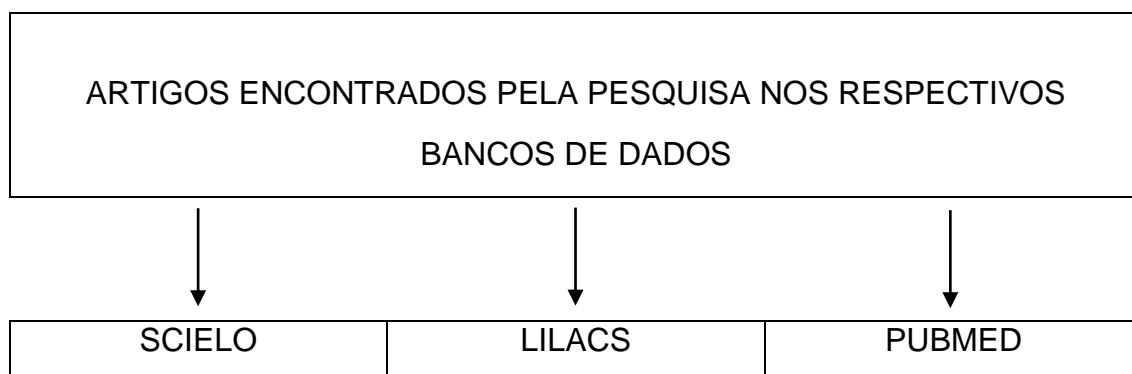 ARTIGOS ENCONTRADOS PELA PESQUISA NOS RESPECTIVOS
BANCOS DE DADOS
SCIELO LILACS PUBMED